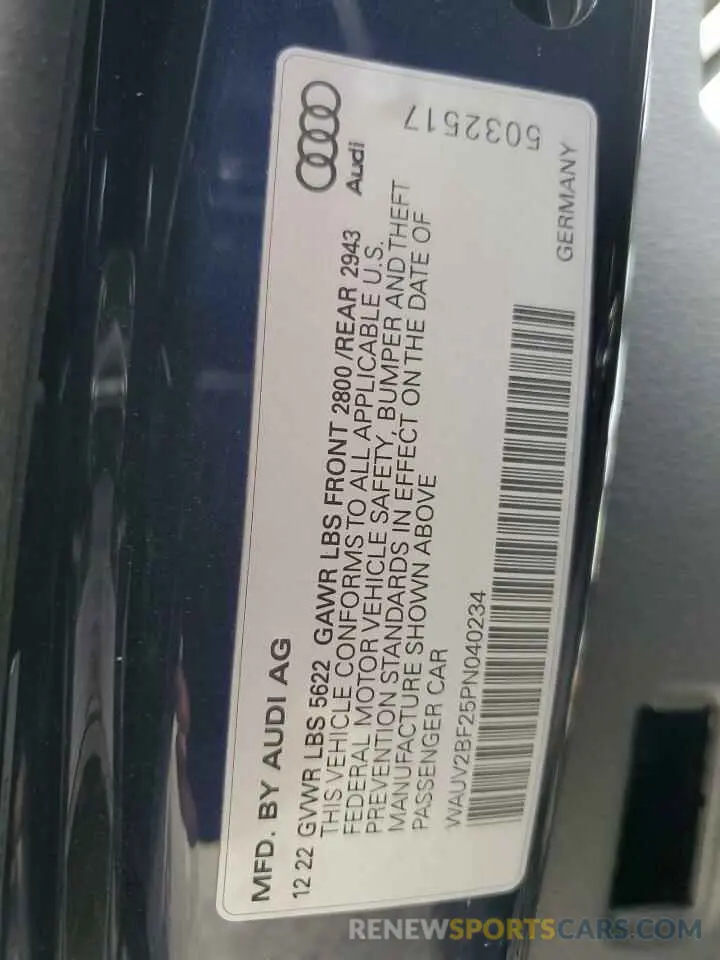 MFD. BY AUDI AG
12 22 GVWR LBS 5622 GAWR LBS FRONT 2800 /REAR 2943
THIS VEHICLE CONFORMS TO ALL APPLICABLE U.S.
FEDERAL MOTOR VEHICLE SAFETY, BUMPER AND THEFT
PREVENTION STANDARDS IN EFFECT ON THE DATE OF
MANUFACTURE SHOWN ABOVE
PASSENGER CAR
WAUV2BF25PN040234
Audi
5032517
GERMANY
RENEWSPORTSCARS.COM